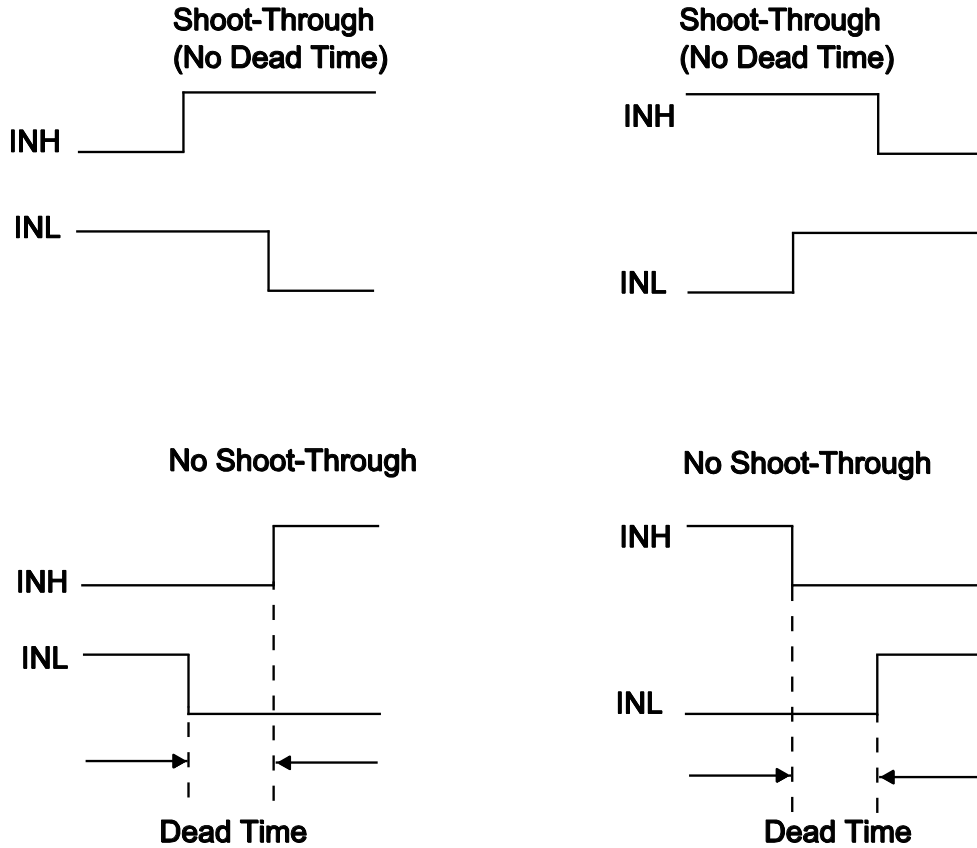 Shoot-Through
(No Dead Time)
INH
INL
Shoot-Through
(No Dead Time)
INH
INL
No Shoot-Through
INH
INL
Dead Time
No Shoot-Through
INH
INL
Dead Time